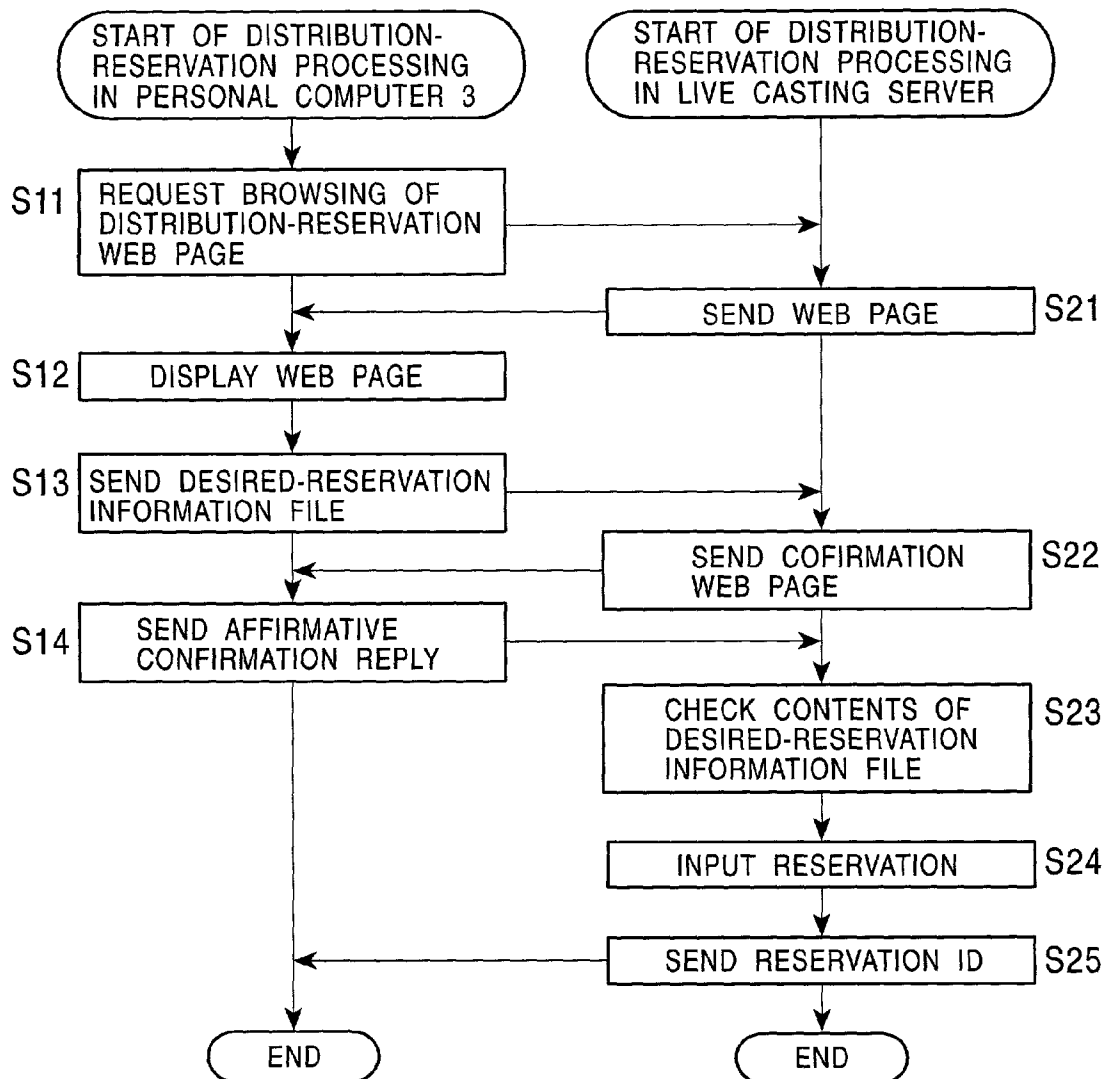 START OF DISTRIBUTION-
RESERVATION PROCESSING
IN PERSONAL COMPUTER 3
START OF DISTRIBUTION-
RESERVATION PROCESSING
IN LIVE CASTING SERVER
S11
REQUEST BROWSING OF
DISTRIBUTION-RESERVATION
WEB PAGE
SEND WEB PAGE
S21
S12
DISPLAY WEB PAGE
S13
SEND DESIRED-RESERVATION
INFORMATION FILE
SEND COFIRMATION
WEB PAGE
S22
S14
SEND AFFIRMATIVE
CONFIRMATION REPLY
CHECK CONTENTS OF
DESIRED-RESERVATION
INFORMATION FILE
S23
INPUT RESERVATION
S24
SEND RESERVATION ID
S25
END
END